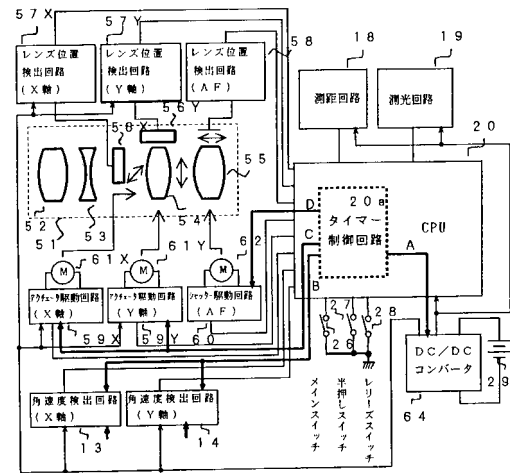 57X
57Y
58
18
19
レンズ位置
検出回路
(X軸)
レンズ位置
検出回路
(Y軸)
レンズ位置
検出回路
(AF)
測距回路
測光回路
56X
56Y
20
55
52
53
51
54
20a
タイマー
制御回路
CPU
D
C
B
A
M
M
M
61X
61Y
62
アクチュエータ駆動回路
(X軸)
アクチュエータ駆動回路
(Y軸)
シャッター駆動回路
(AF)
59X
59Y
60
27
26
28
DC/DC
コンバータ
29
64
角速度検出回路
(X軸)
角速度検出回路
(Y軸)
13
14
メインスイッチ
半押しスイッチ
レリーズスイッチ